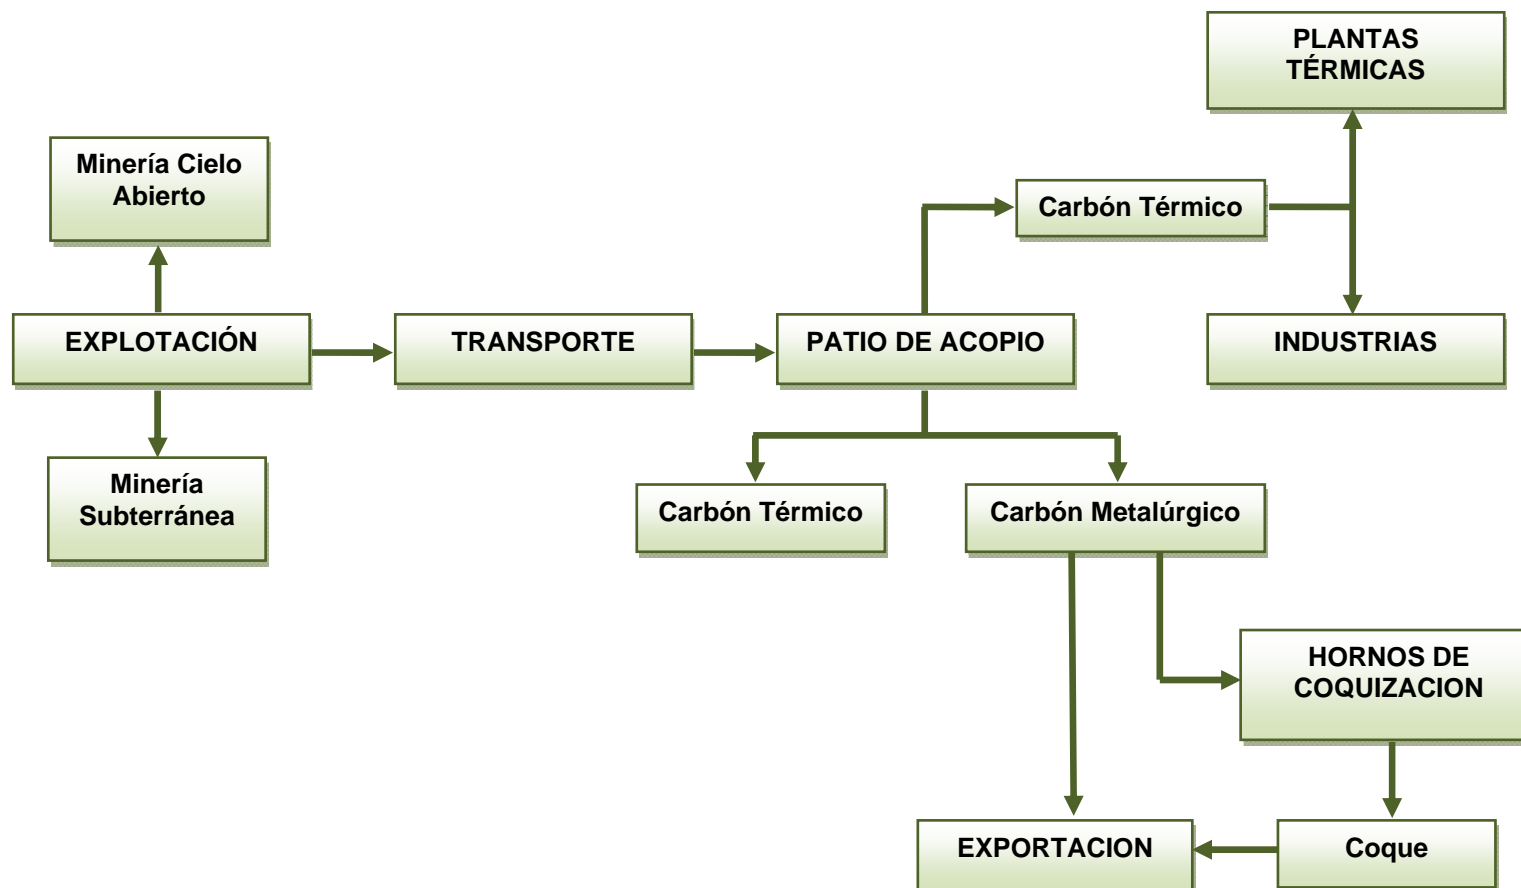 PLANTAS
TÉRMICAS
Minería Cielo
Abierto
Carbón Térmico
EXPLOTACIÓN
TRANSPORTE
PATIO DE ACOPIO
INDUSTRIAS
Minería
Subterránea
Carbón Térmico
Carbón Metalúrgico
HORNOS DE
COQUIZACION
EXPORTACION
Coque